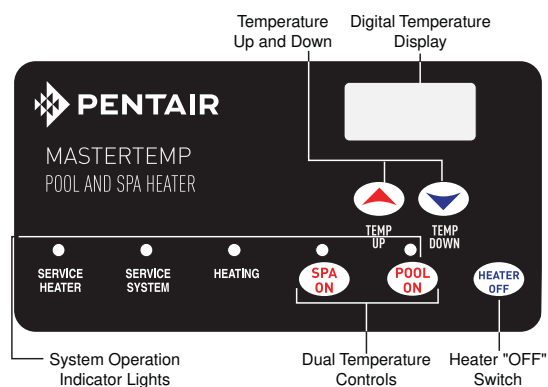 Temperature
Up and Down
Digital Temperature
Display
PENTAIR
MASTERTEMP
POOL AND SPA HEATER
TEMP
UP
TEMP
DOWN
SERVICE
HEATER
SERVICE
SYSTEM
HEATING
SPA
ON
POOL
ON
HEATER
OFF
System Operation
Indicator Lights
Dual Temperature
Controls
Heater "OFF"
Switch